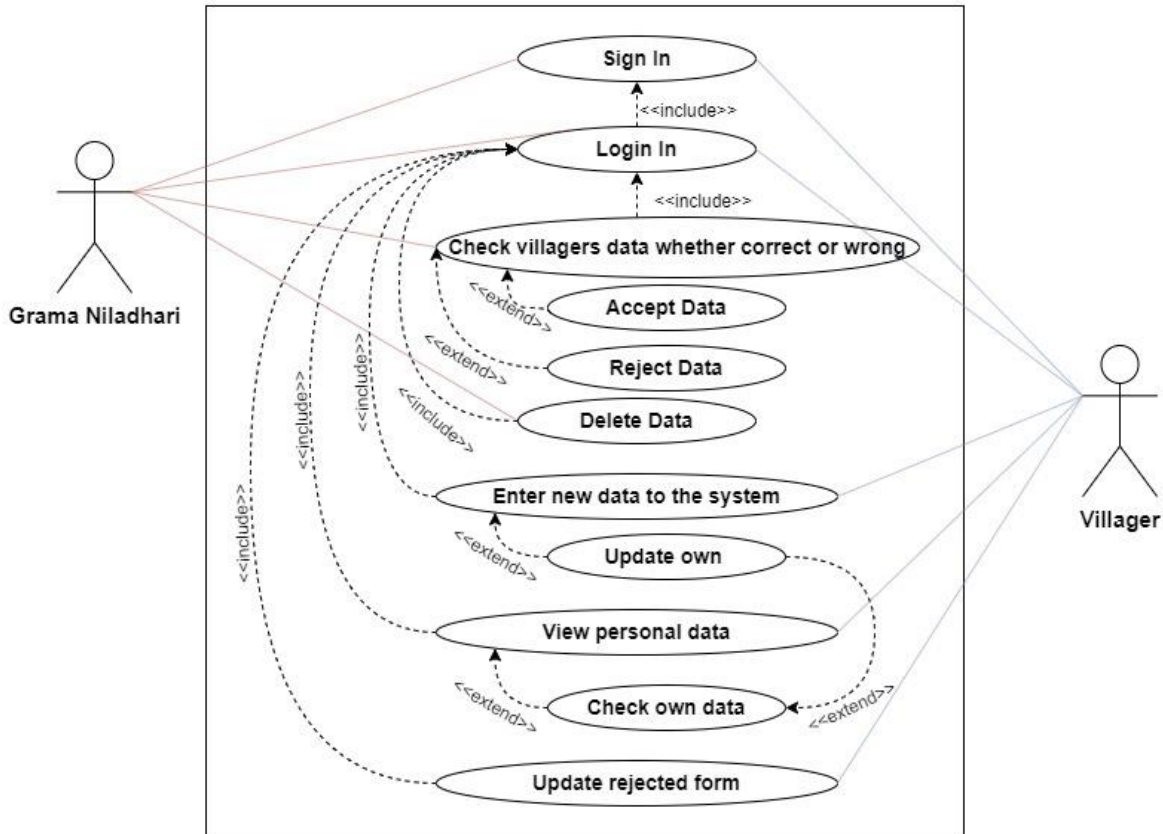 Sign In
<<include>>
Login In
<<include>>
Check villagers data whether correct or wrong
Grama Niladhari
<<extend>>
Accept Data
<<extend>>
Reject Data
<<include>>
<<include>>
<<include>>
Delete Data
<<include>>
Enter new data to the system
Villager
<<extend>>
Update own
View personal data
<<extend>>
Check own data
<<extend>>
Update rejected form